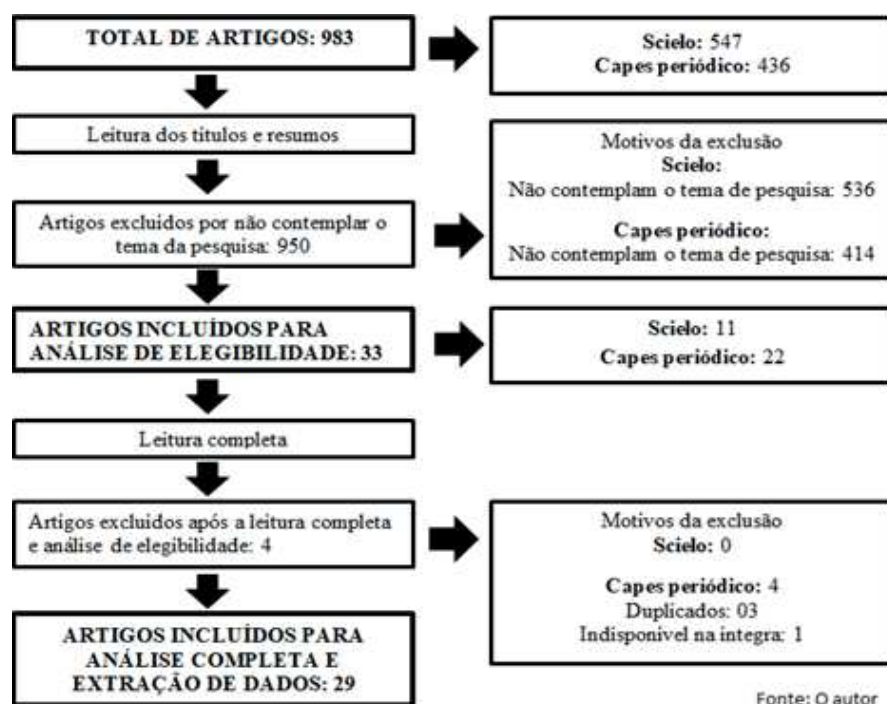 TOTAL DE ARTIGOS: 983
Scielo: 547
Capes periódico: 436
Leitura dos titulos e resumos
Motivos da exclusão
Scielo:
Não contemplam o tema de pesquisa: 536
Capes periódico:
Não contemplam o tema de pesquisa: 414
Artigos excluidos por não contemplar o
tema da pesquisa: 950
ARTIGOS INCLUÍDOS PARA
ANÁLISE DE ELEGIBILIDADE: 33
Scielo: 11
Capes periódico: 22
Leitura completa
Artigos excluidos após a leitura completa
e análise de elegibilidade: 4
Motivos da exclusão
Scielo: 0
Capes periódico: 4
Duplicados: 03
Indisponível na integra: 1
ARTIGOS INCLUÍDOS PARA
ANÁLISE COMPLETA E
EXTRAÇÃO DE DADOS: 29
Fonte: O autor